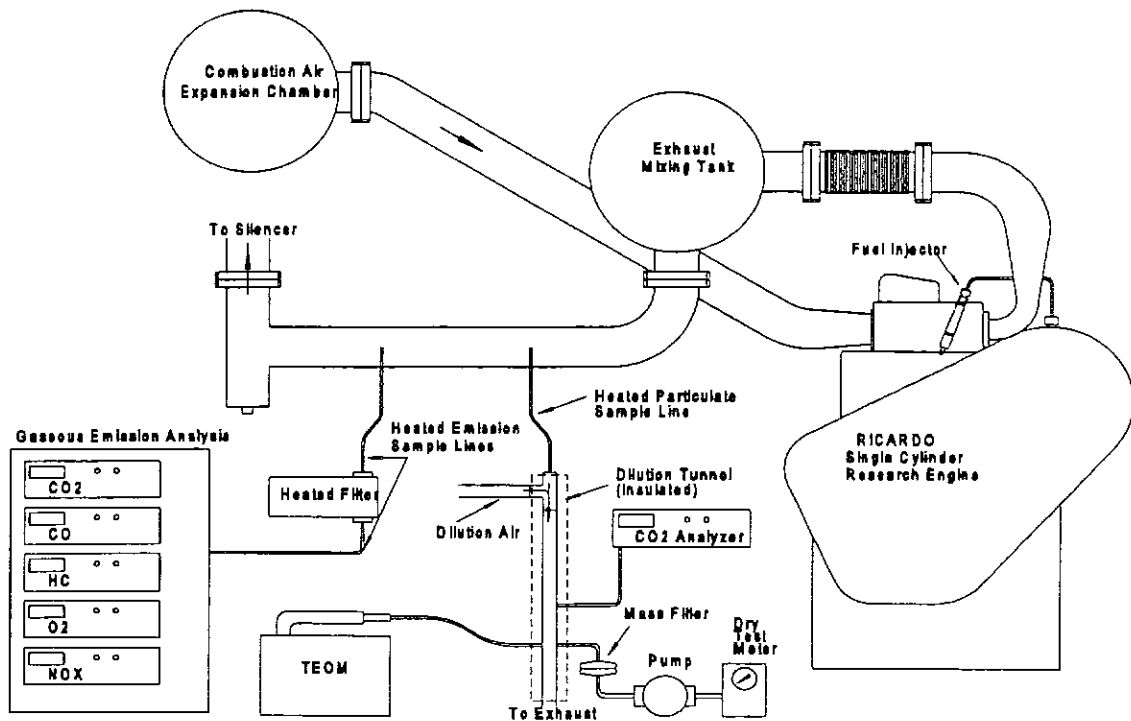 Combustion Air
Expansion Chamber
Exhaust
Mixing Tank
To Silencer
Fuel Injector
Heated Particulate
Sample Line
Gaseous Emission Analysis
Heated Emission
Sample Lines
RICARDO
Single Cylinder
Research Engine
CO2
Heated Filter
Dilution Tunnel
(Insulated)
CO
Dilution Air
CO2 Analyzer
HC
O2
Mass Filter
NOX
TEOM
Pump
Dry
Test
Meter
To Exhaust